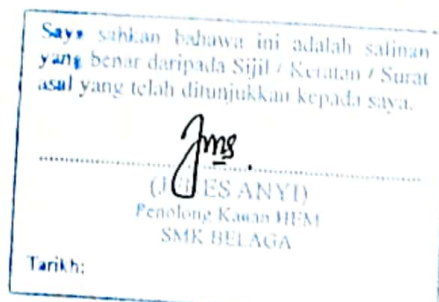 Saya sahkan bahawa ini adalah salinan
yang benar daripada Sijil / Keratan / Surat
asal yang telah ditunjukkan kepada saya.
ANYI)
Penolong Kanan HEM
SMK BELAGA
Tarikh: